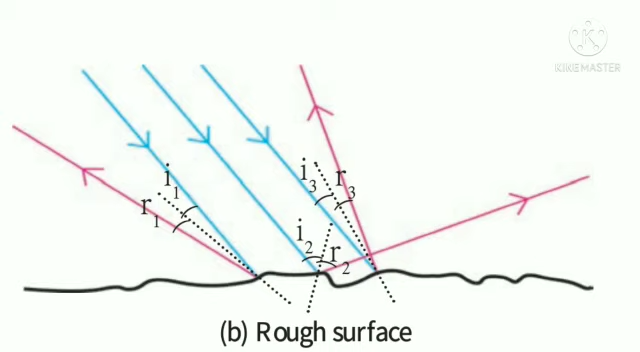 KINEMASTER
i₁
r₁
i₂
r₂
i₃
r₃
(b) Rough surface